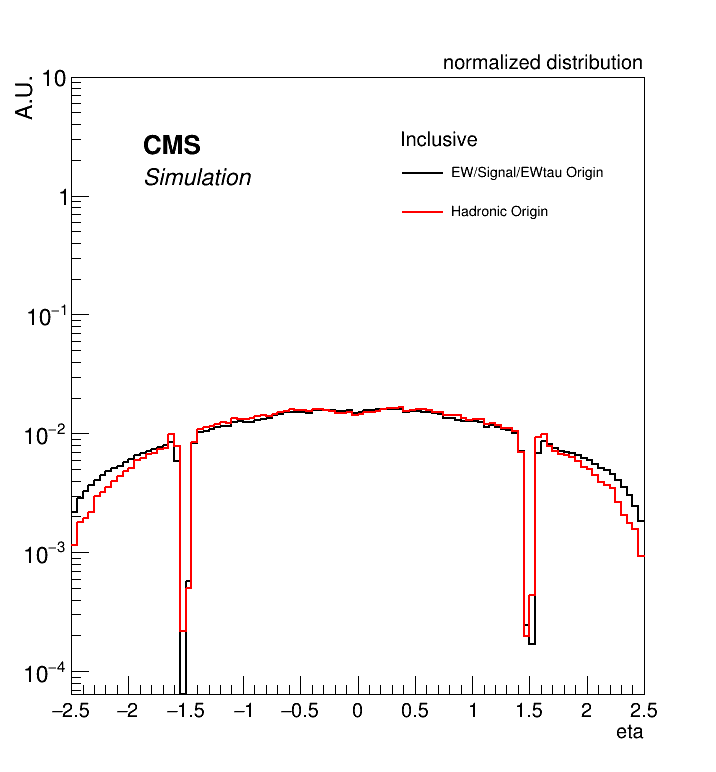 normalized distribution
A.U.
10
CMS
Inclusive
Simulation
EW/Signal/EWtau Origin
1
Hadronic Origin
10⁻¹
10⁻²
10⁻³
10⁻⁴
−2.5 −2 −1.5 −1 −0.5 0 0.5 1 1.5 2 2.5
eta